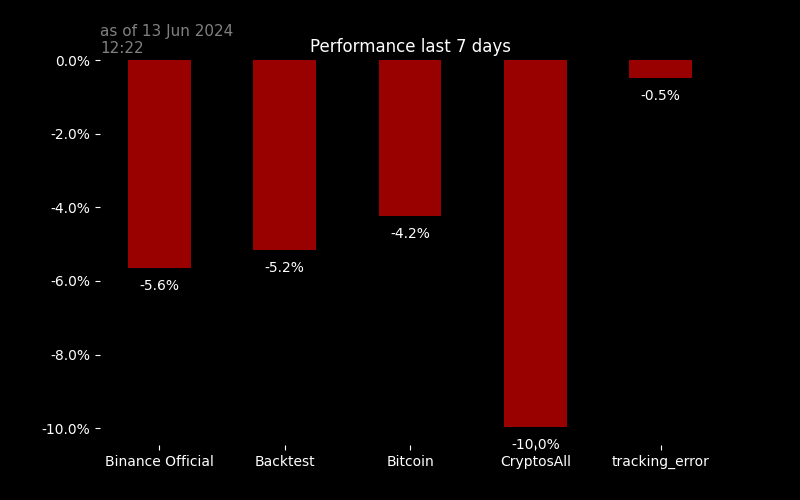 as of 13 Jun 2024
12:22
Performance last 7 days
0.0%
-2.0%
-4.0%
-6.0%
-8.0%
-10.0%
-5.6%
-5.2%
-4.2%
-10.0%
-0.5%
Binance Official
Backtest
Bitcoin
CryptosAll
tracking_error